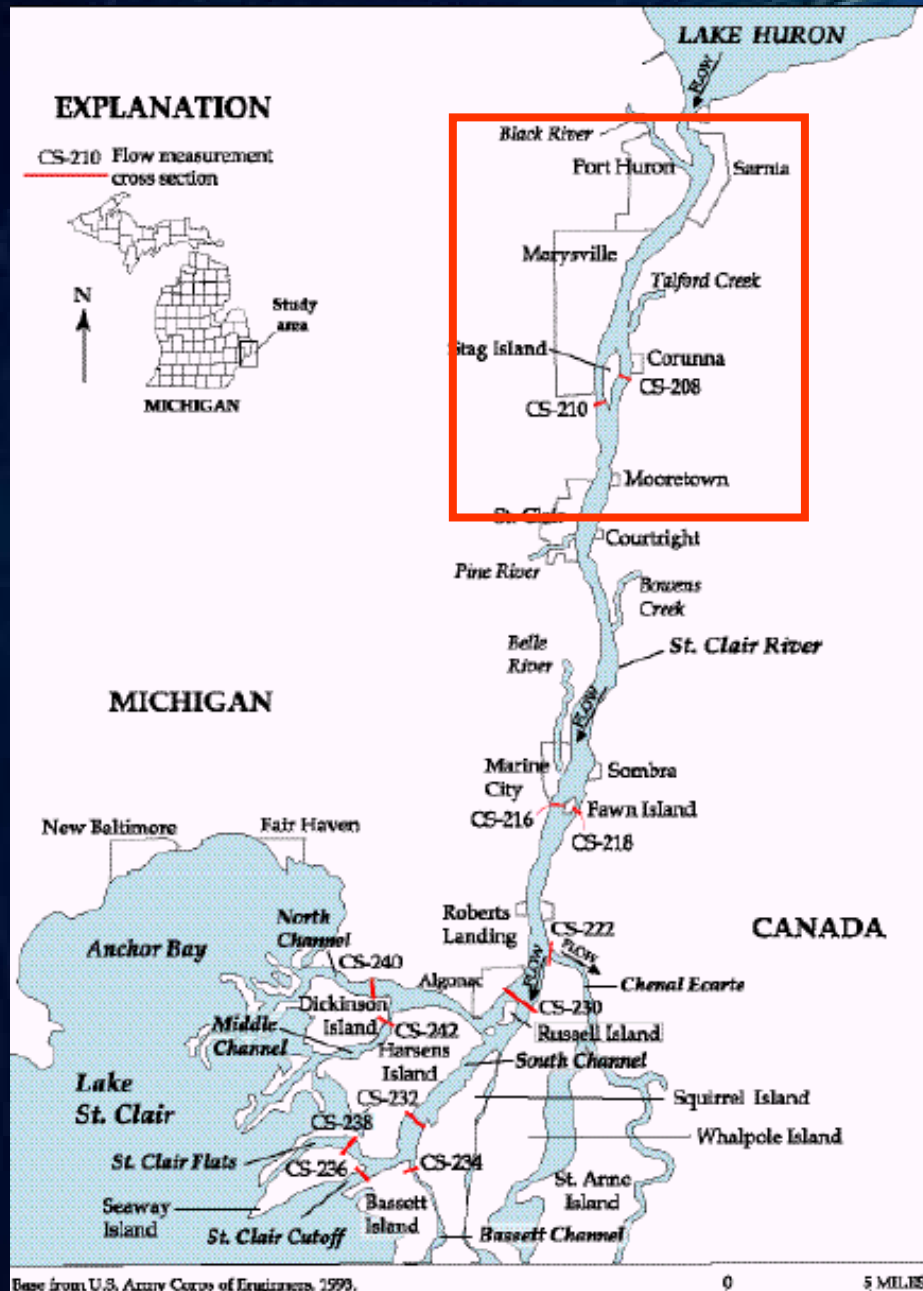 LAKE HURON
FLOW
EXPLANATION
CS-210 Flow measurement
cross section
Black River
Port Huron
Sarnia
Marysville
Talford Creek
N
Study
area
Stag Island
Corunna
CS-208
MICHIGAN
CS-210
Mooretown
St. Clair
Courtright
Pine River
Bowens
Creek
Belle
River
St. Clair River
MICHIGAN
FLOW
Marine
City
Sombra
Fawn Island
CS-216
CS-218
New Baltimore
Fair Haven
Roberts
Landing
CS-222
CANADA
North
Channel
Anchor Bay
FLOW
FLOW
CS-240
Algonac
Chenal Ecarte
Dickinson
Island
CS-230
CS-242
Russell Island
Middle
Channel
Harsens
Island
South Channel
Lake
St. Clair
CS-232
Squirrel Island
CS-238
Whalpole Island
St. Clair Flats
CS-236
CS-234
St. Anne
Island
Seaway
Island
Bassett
Island
St. Clair Cutoff
Bassett Channel
Base from U.S. Army Corps of Engineers, 1993.
0 5 MILES